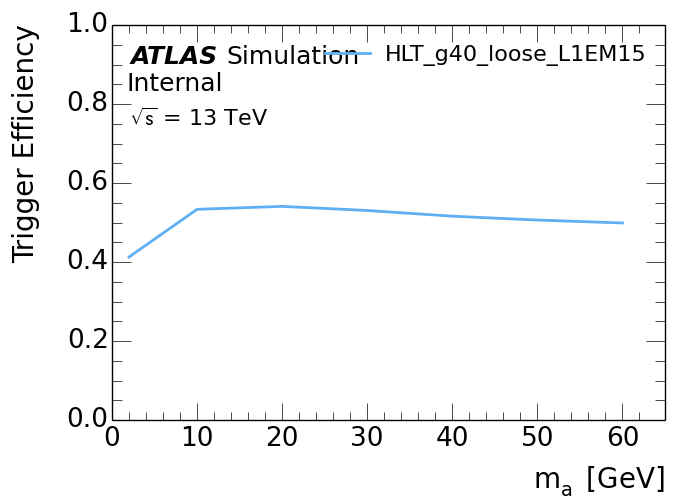 Trigger Efficiency
1.0
0.8
0.6
0.4
0.2
0.0
ATLAS Simulation
Internal
√s = 13 TeV
HLT_g40_loose_L1EM15
0 10 20 30 40 50 60
mₐ [GeV]